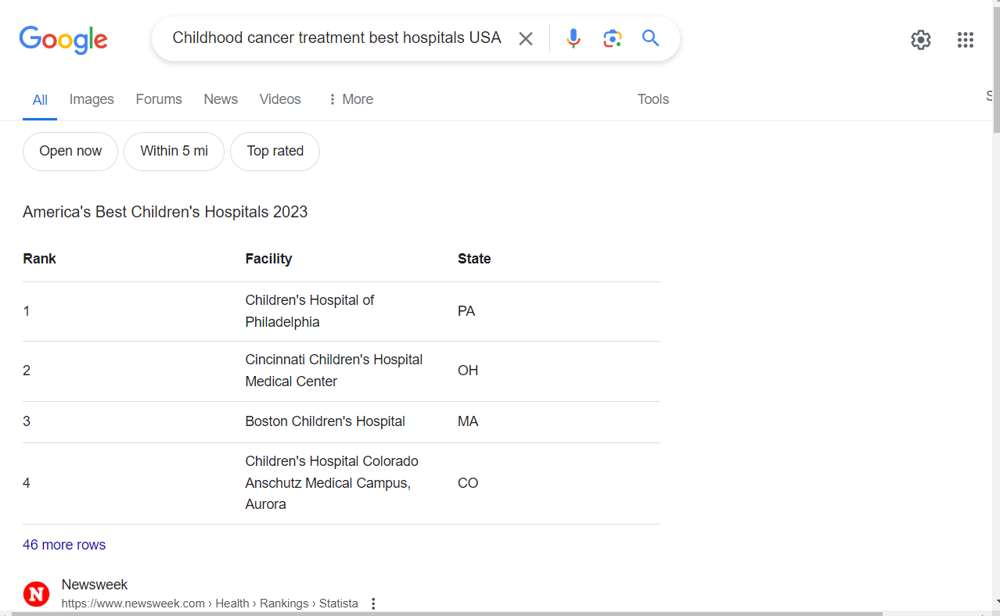 Google
Childhood cancer treatment best hospitals USA
All Images Forums News Videos More Tools S
Open now Within 5 mi Top rated
America's Best Children's Hospitals 2023
Rank Facility State
1 Children's Hospital of PA
Philadelphia
2 Cincinnati Children's Hospital OH
Medical Center
3 Boston Children's Hospital MA
4 Children's Hospital Colorado CO
Anschutz Medical Campus,
Aurora
46 more rows
N
Newsweek
https://www.newsweek.com › Health › Rankings › Statista